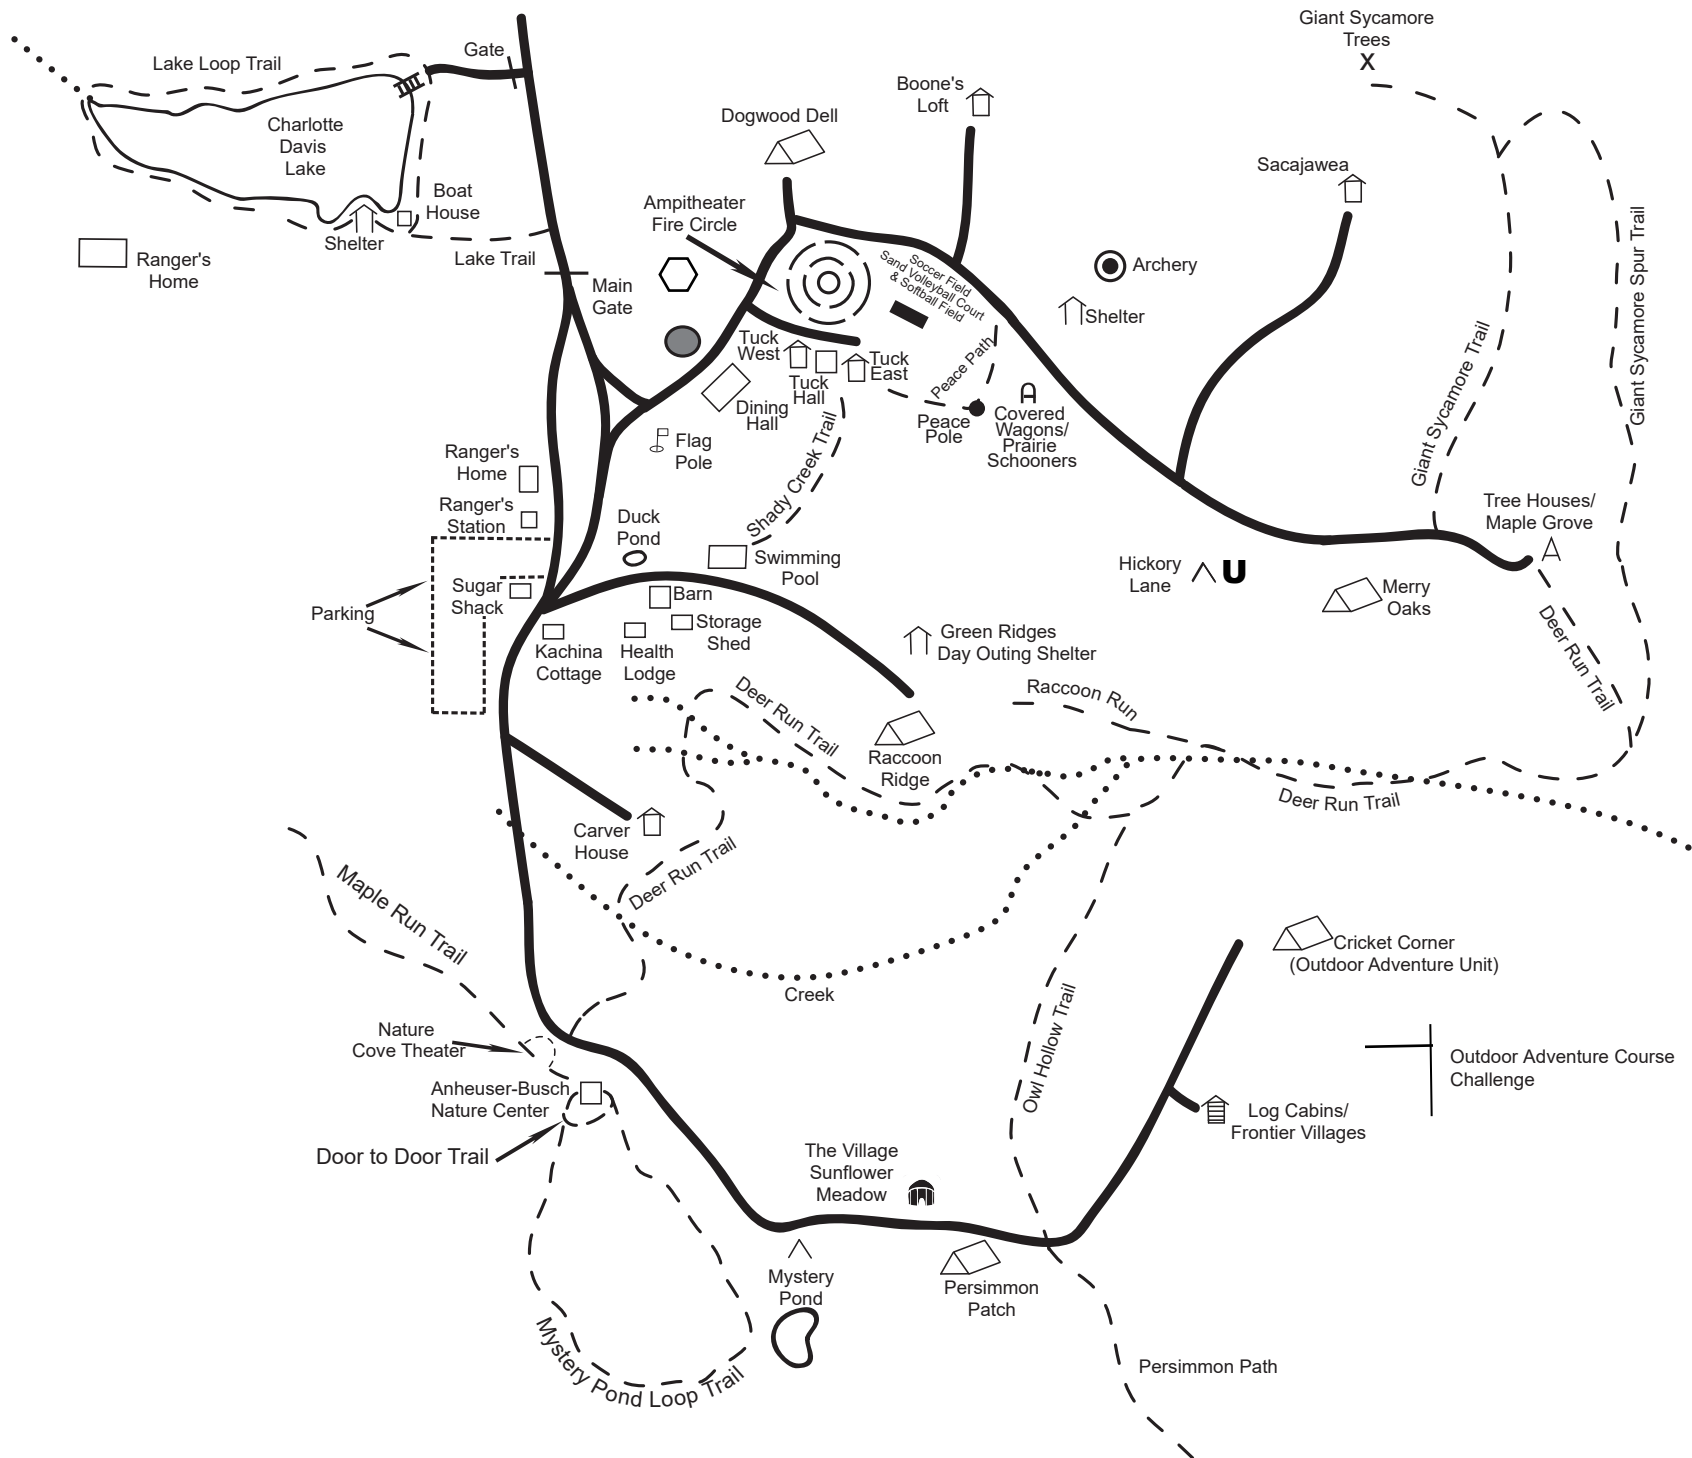 Giant Sycamore
Trees
X
Gate
Lake Loop Trail
Charlotte
Davis
Lake
Boat
House
Shelter
Ranger's
Home
Lake Trail
Main
Gate
Dogwood Dell
Boone's
Loft
Ampitheater
Fire Circle
Soccer Field
Sand Volleyball Court
& Softball Field
Sacajawea
Archery
Shelter
Giant Sycamore Spur Trail
Giant Sycamore Trail
Tuck
West
Tuck
Hall
Tuck
East
Dining
Hall
Peace Path
Peace
Pole
Covered
Wagons/
Prairie
Schooners
Flag
Pole
Shady Creek Trail
Ranger's
Home
Ranger's
Station
Duck
Pond
Swimming
Pool
Tree Houses/
Maple Grove
Hickory
Lane
U
Merry
Oaks
Parking
Sugar
Shack
Barn
Storage
Shed
Kachina
Cottage
Health
Lodge
Green Ridges
Day Outing Shelter
Deer Run Trail
Raccoon Run
Deer Run Trail
Raccoon
Ridge
Deer Run Trail
Carver
House
Deer Run Trail
Maple Run Trail
Creek
Cricket Corner
(Outdoor Adventure Unit)
Owl Hollow Trail
Nature
Cove Theater
Outdoor Adventure Course
Challenge
Anheuser-Busch
Nature Center
Log Cabins/
Frontier Villages
Door to Door Trail
The Village
Sunflower
Meadow
Mystery
Pond
Persimmon
Patch
Mystery Pond Loop Trail
Persimmon Path